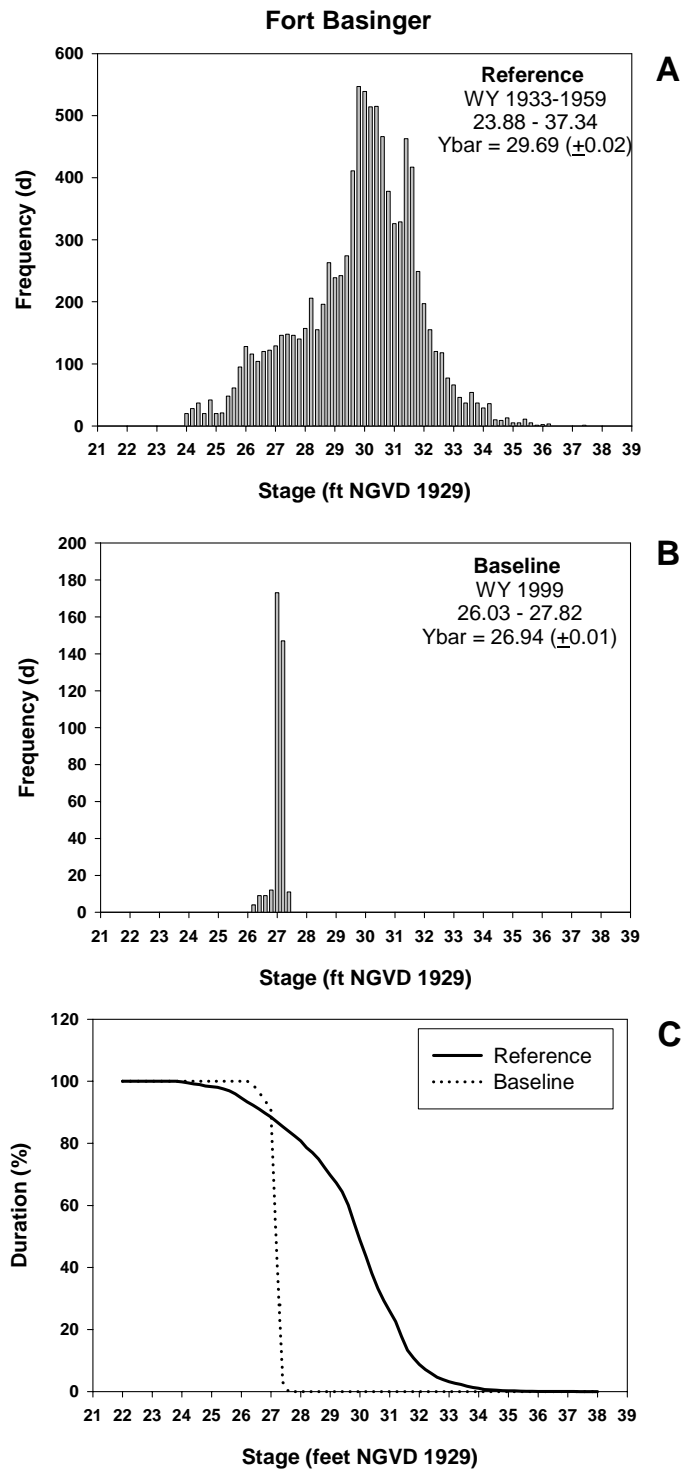 Fort Basinger
A
Reference
WY 1933-1959
23.88 - 37.34
Ybar = 29.69 (±0.02)
600
500
400
300
200
100
0
Frequency (d)
21 22 23 24 25 26 27 28 29 30 31 32 33 34 35 36 37 38 39
Stage (ft NGVD 1929)
B
Baseline
WY 1999
26.03 - 27.82
Ybar = 26.94 (±0.01)
200
180
160
140
120
100
80
60
40
20
0
Frequency (d)
21 22 23 24 25 26 27 28 29 30 31 32 33 34 35 36 37 38 39
Stage (ft NGVD 1929)
C
Reference
Baseline
120
100
80
60
40
20
0
Duration (%)
21 22 23 24 25 26 27 28 29 30 31 32 33 34 35 36 37 38 39
Stage (feet NGVD 1929)